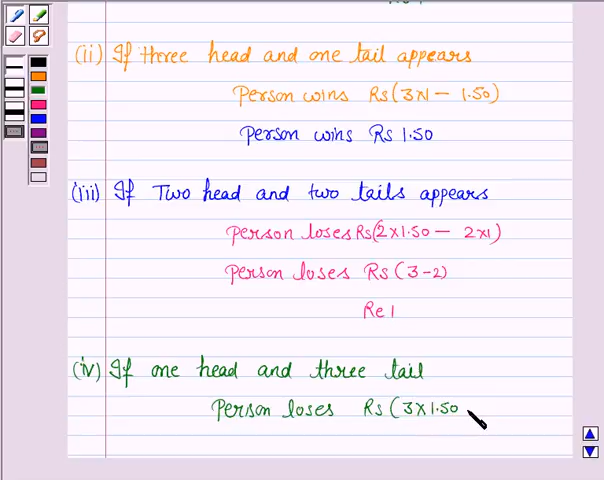 (ii) If three head and one tail appears
Person wins Rs (3×1 - 1.50)
Person wins Rs 1.50
(iii) If Two head and two tails appears
Person loses Rs(2×1.50 - 2×1)
Person loses Rs (3-2)
Re 1
(iv) If one head and three tail
Person loses Rs (3×1.50